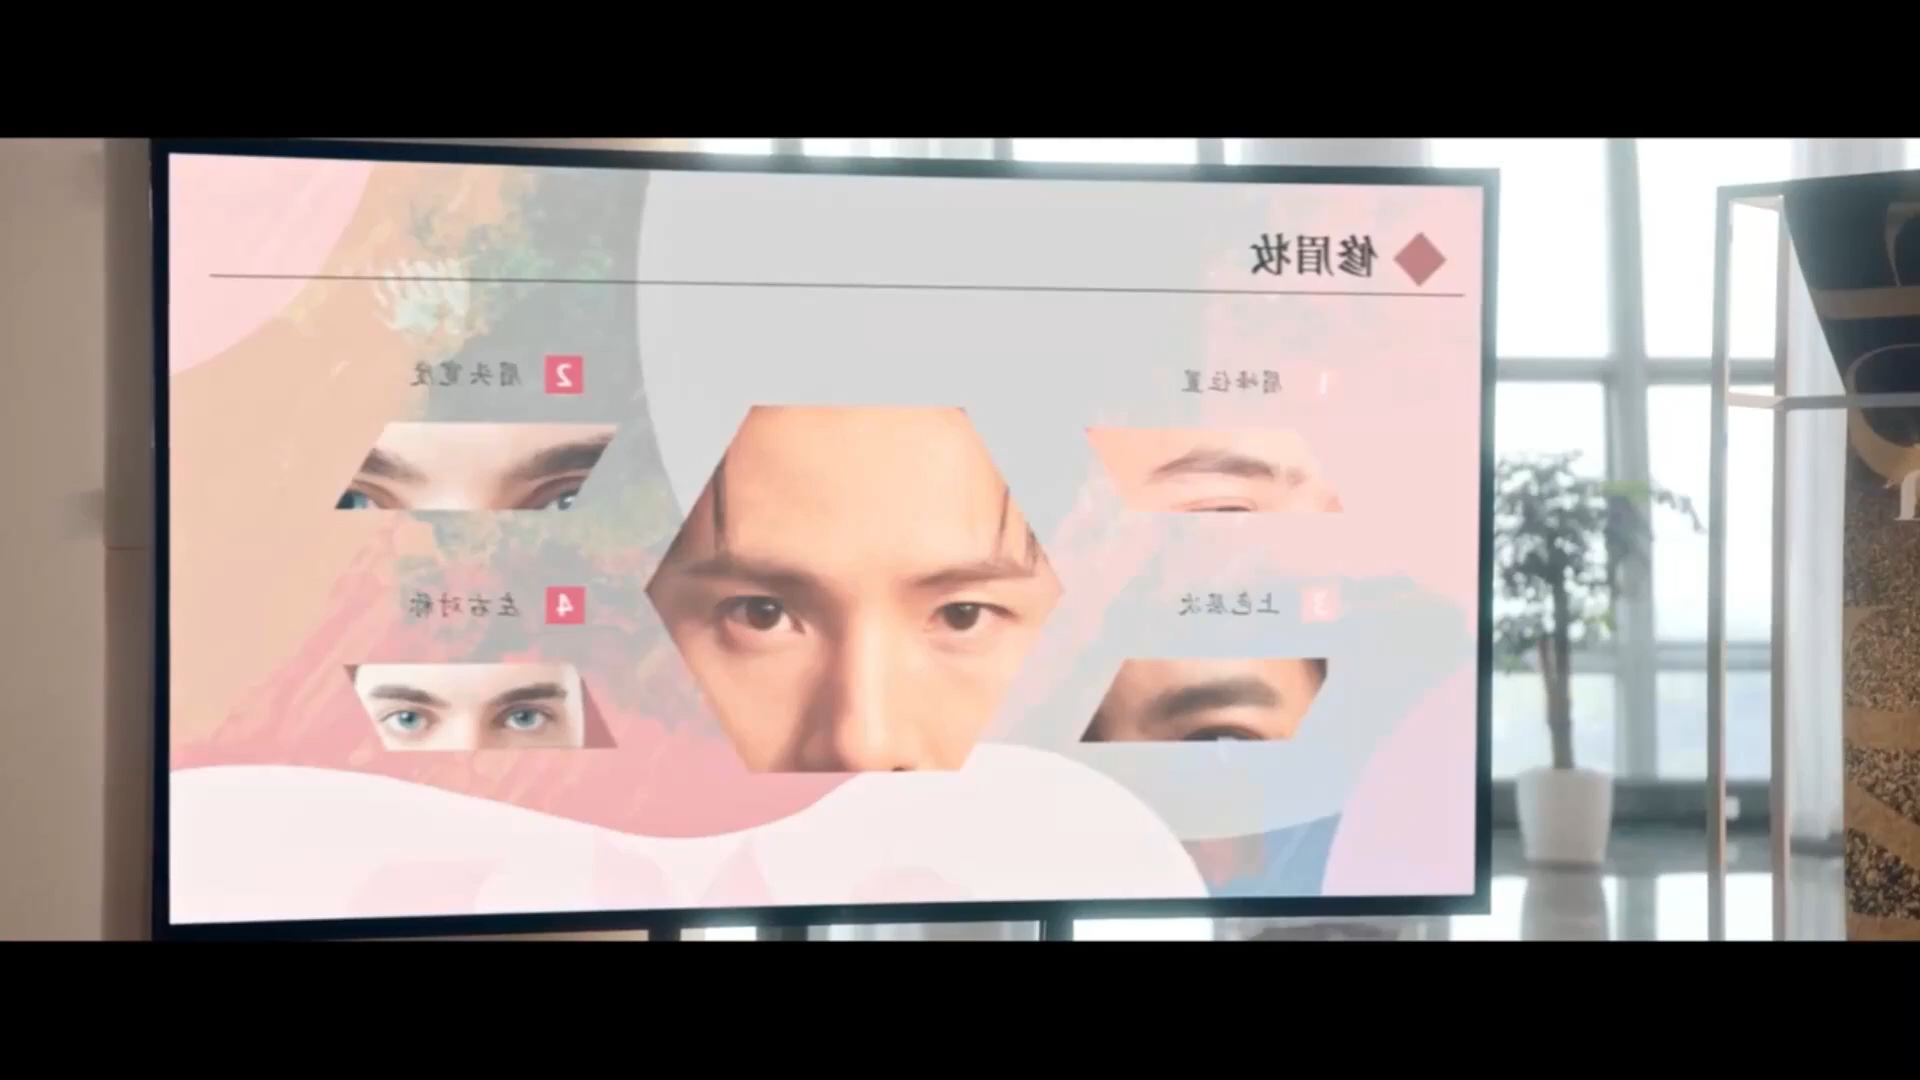 修眉妆
1 眉峰位置
2 眉头宽度
3 上色层次
4 左右对称